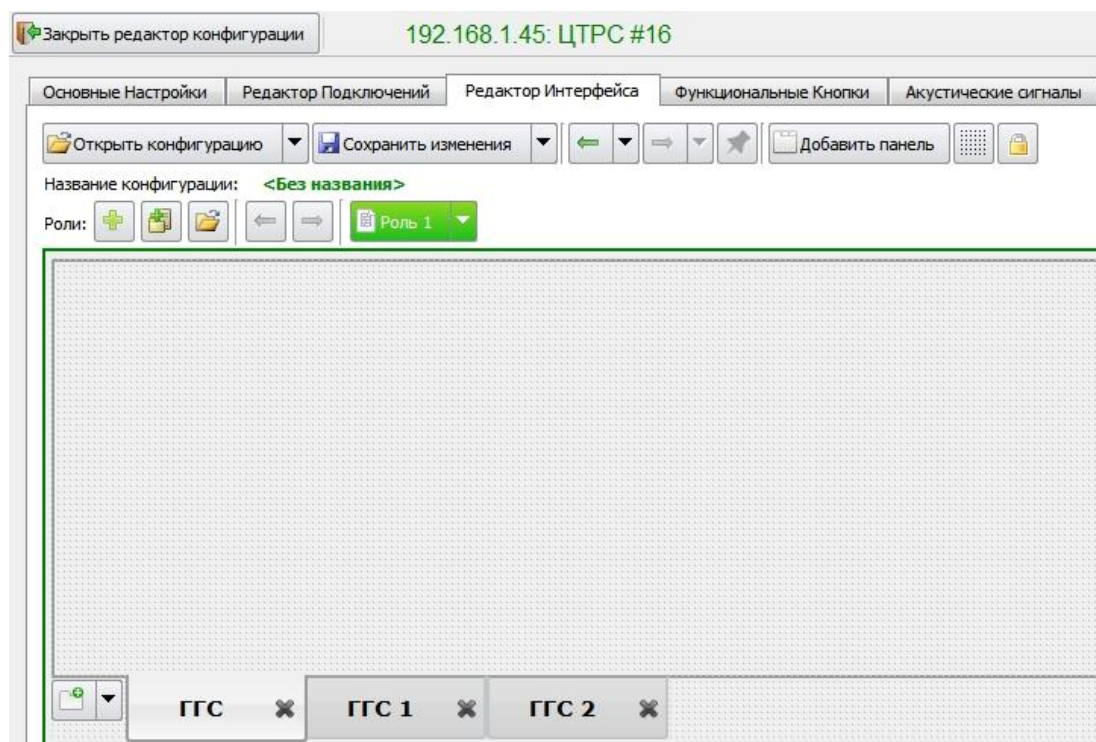 Закрыть редактор конфигурации 192.168.1.45: ЦТРС #16
Основные Настройки Редактор Подключений Редактор Интерфейса Функциональные Кнопки Акустические сигналы
Открыть конфигурацию Сохранить изменения Добавить панель
Название конфигурации: <Без названия>
Роли: Роль 1
ГГС ГГС 1 ГГС 2